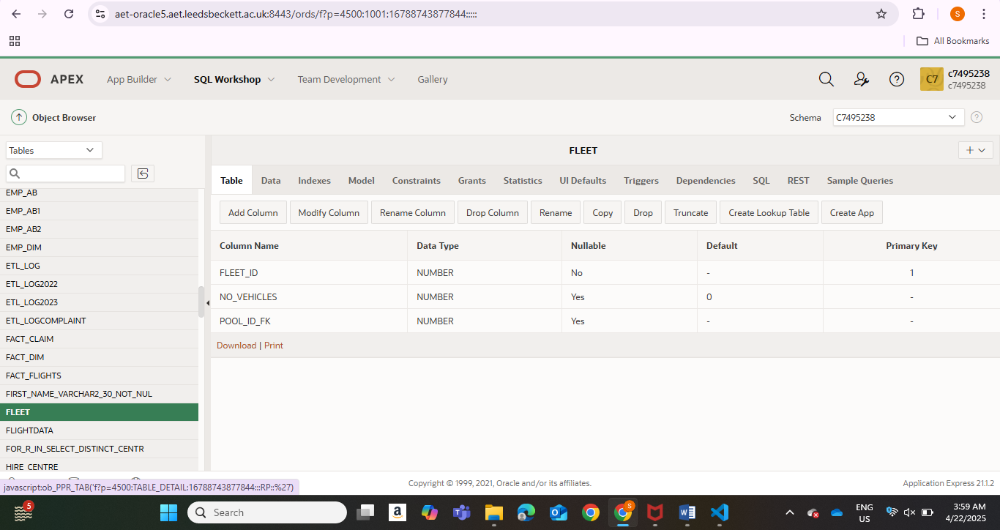 aet-oracle5.aet.leedsbeckett.ac.uk:8443/ords/f?p=4500:1001:16788743877844:::::
S
All Bookmarks
APEX
App Builder
SQL Workshop
Team Development
Gallery
C7
c7495238
c7495238
Object Browser
Schema
C7495238
Tables
FLEET
Table
Data
Indexes
Model
Constraints
Grants
Statistics
UI Defaults
Triggers
Dependencies
SQL
REST
Sample Queries
Add Column
Modify Column
Rename Column
Drop Column
Rename
Copy
Drop
Truncate
Create Lookup Table
Create App
Column Name Data Type Nullable Default Primary Key
FLEET_ID NUMBER No - 1
NO_VEHICLES NUMBER Yes 0 -
POOL_ID_FK NUMBER Yes - -
Download | Print
EMP_AB
EMP_AB1
EMP_AB2
EMP_DIM
ETL_LOG
ETL_LOG2022
ETL_LOG2023
ETL_LOGCOMPLAINT
FACT_CLAIM
FACT_DIM
FACT_FLIGHTS
FIRST_NAME_VARCHAR2_30_NOT_NUL
FLEET
FLIGHTDATA
FOR_R_IN_SELECT_DISTINCT_CENTR
HIRE_CENTRE
javascript:ob_PPR_TAB('f?p=4500:TABLE_DETAIL:16788743877844:::RP::%27)
Copyright © 1999, 2021, Oracle and/or its affiliates.
Application Express 21.1.2
5
Search
a
S
W
ENG
US
3:59 AM
4/22/2025